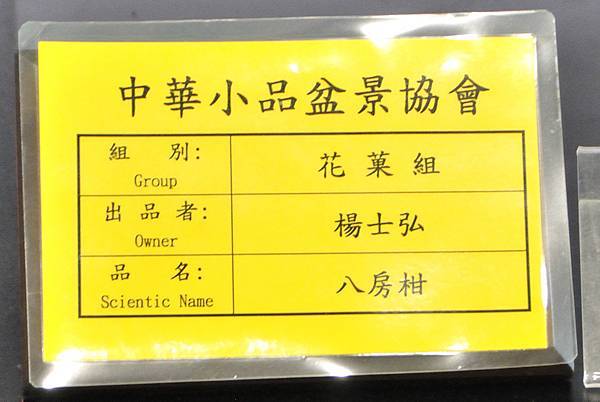 中華小品盆景協會
組 別: 花菓組
Group
出品者: 楊士弘
Owner
品 名: 八房柑
Scientic Name